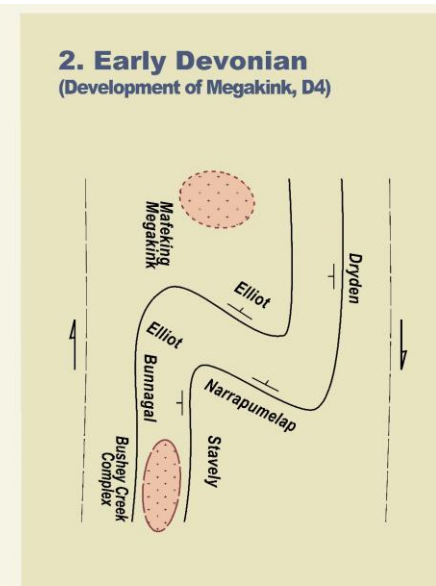 2. Early Devonian
(Development of Megakink, D4)
Mafeking
Megakink
Dryden
Elliot
Elliot
Bunnagal
Narrapumelap
Stavely
Bushey Creek
Complex